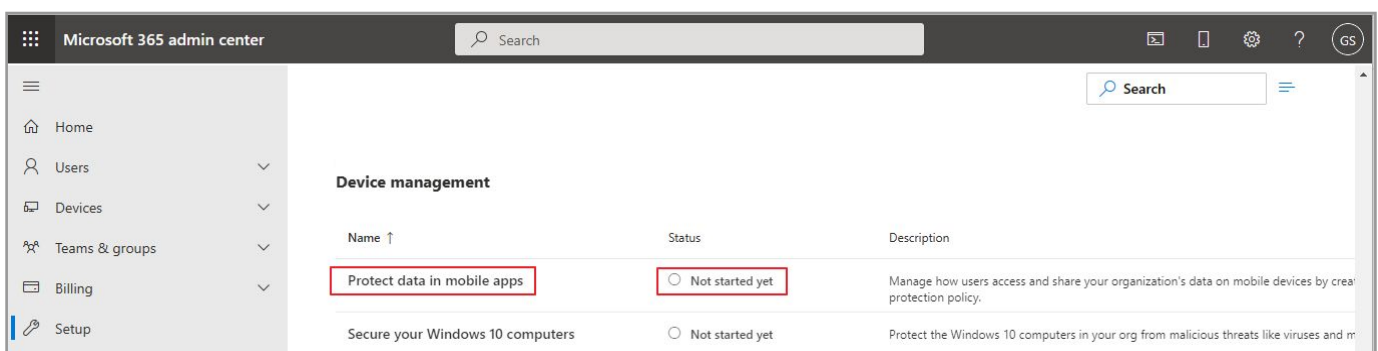 Microsoft 365 admin center
Search
GS
Search
Home
Users
Devices
Teams & groups
Billing
Setup
Device management
Name ↑ Status Description
Protect data in mobile apps Not started yet Manage how users access and share your organization's data on mobile devices by
protection policy.
Secure your Windows 10 computers Not started yet Protect the Windows 10 computers in your org from malicious threats like viruses and